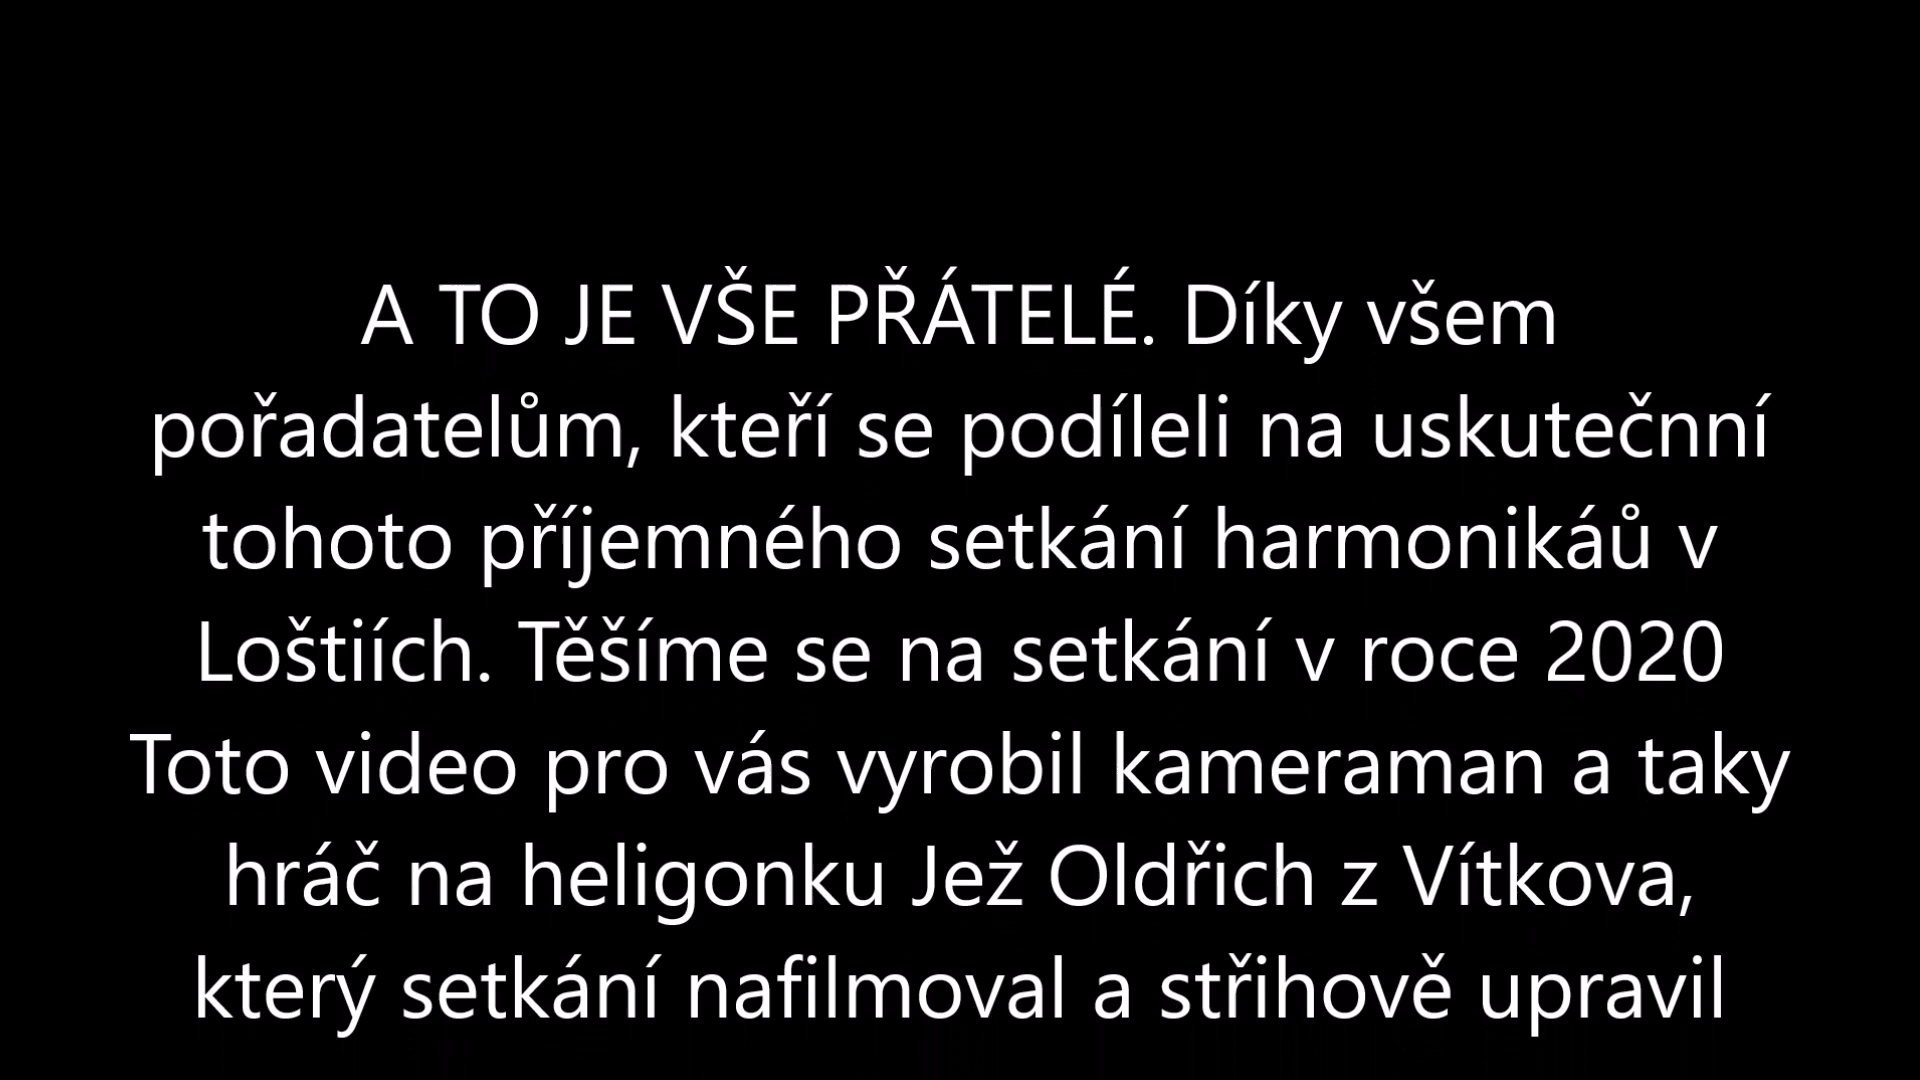 A TO JE VŠE PŘÁTELÉ. Díky všem
pořadatelům, kteří se podíleli na uskutečnní
tohoto příjemného setkání harmonikáů v
Loštiích. Těšíme se na setkání v roce 2020
Toto video pro vás vyrobil kameraman a taky
hráč na heligonku Jež Oldřich z Vítkova,
který setkání nafilmoval a střihově upravil